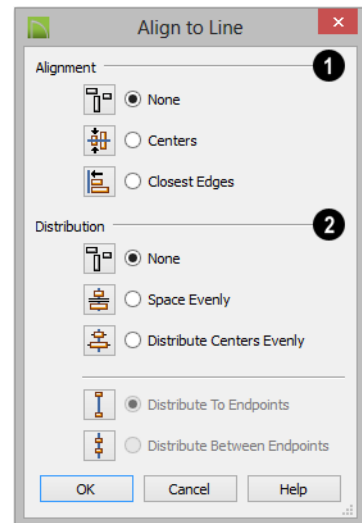 Align to Line
Alignment 1
None
Centers
Closest Edges
Distribution 2
None
Space Evenly
Distribute Centers Evenly
Distribute To Endpoints
Distribute Between Endpoints
OK Cancel Help